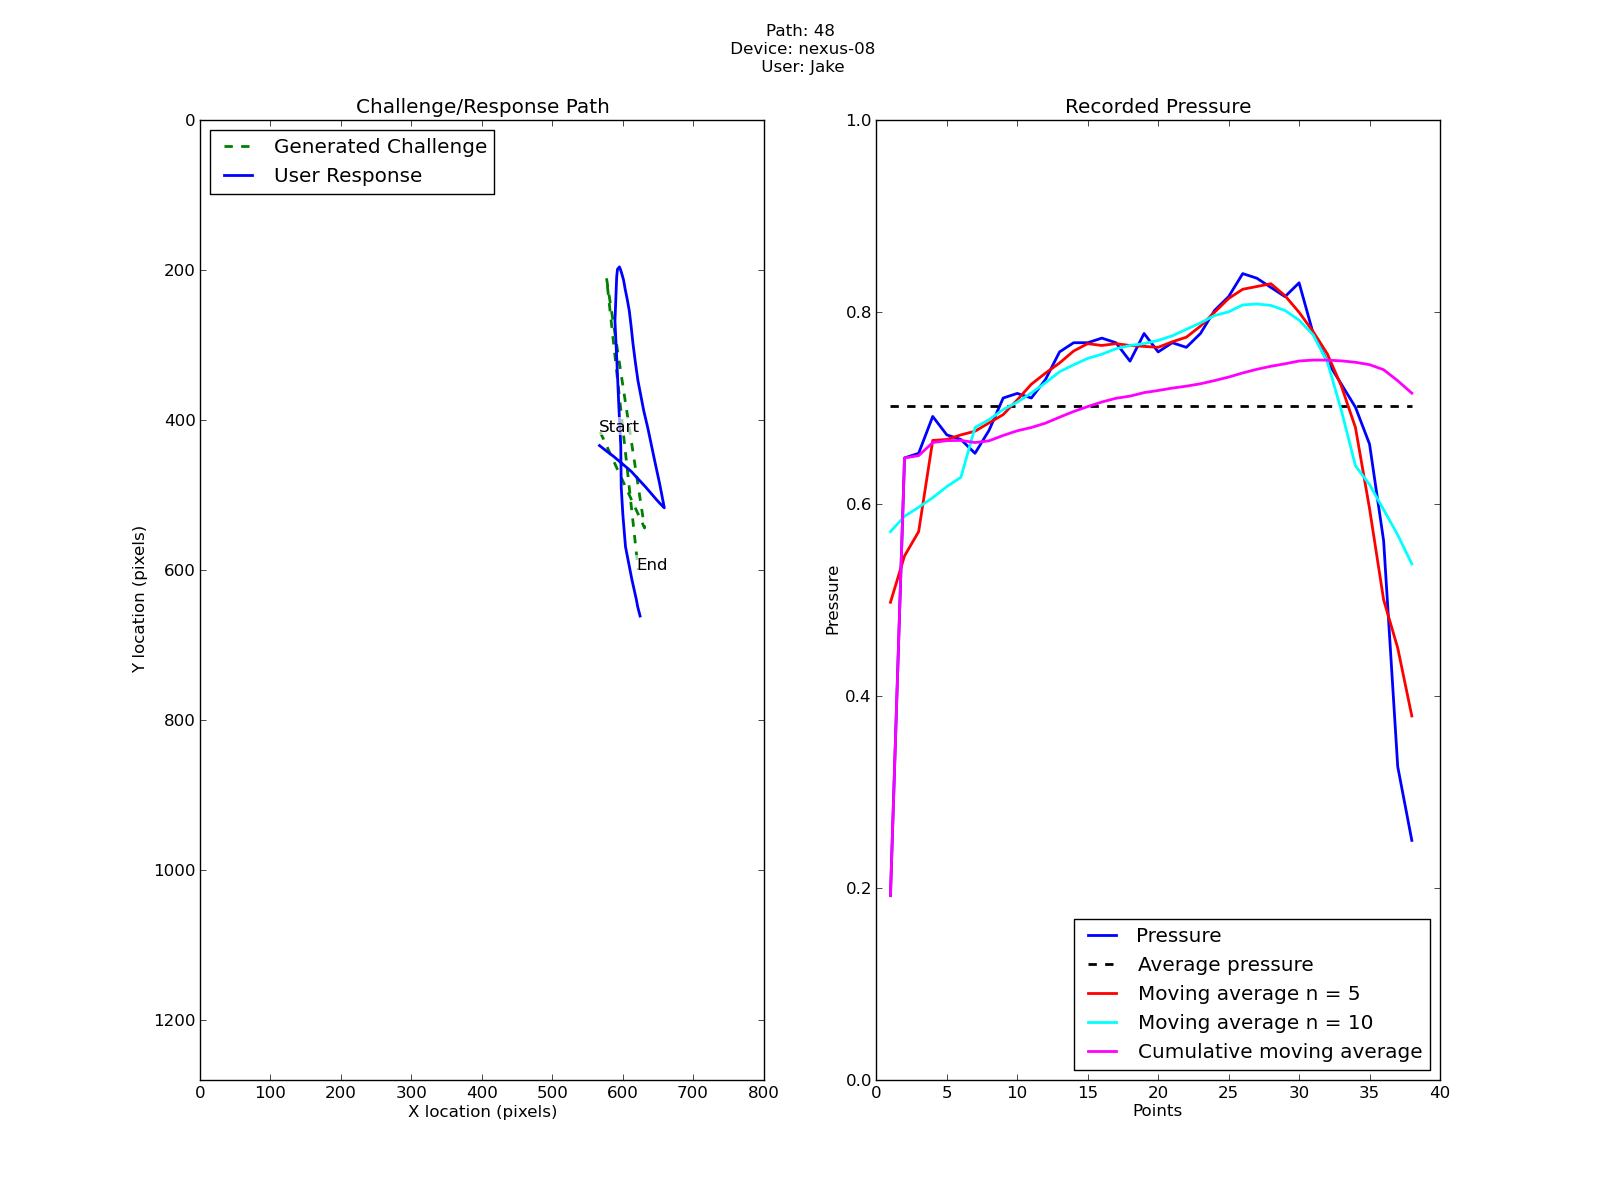 Path: 48
Device: nexus-08
User: Jake
Challenge/Response Path
Generated Challenge
User Response
Start
End
0
200
400
600
800
1000
1200
Y location (pixels)
0 100 200 300 400 500 600 700 800
X location (pixels)
Recorded Pressure
1.0
0.8
0.6
0.4
0.2
0.0
Pressure
Pressure
Average pressure
Moving average n = 5
Moving average n = 10
Cumulative moving average
0 5 10 15 20 25 30 35 40
Points